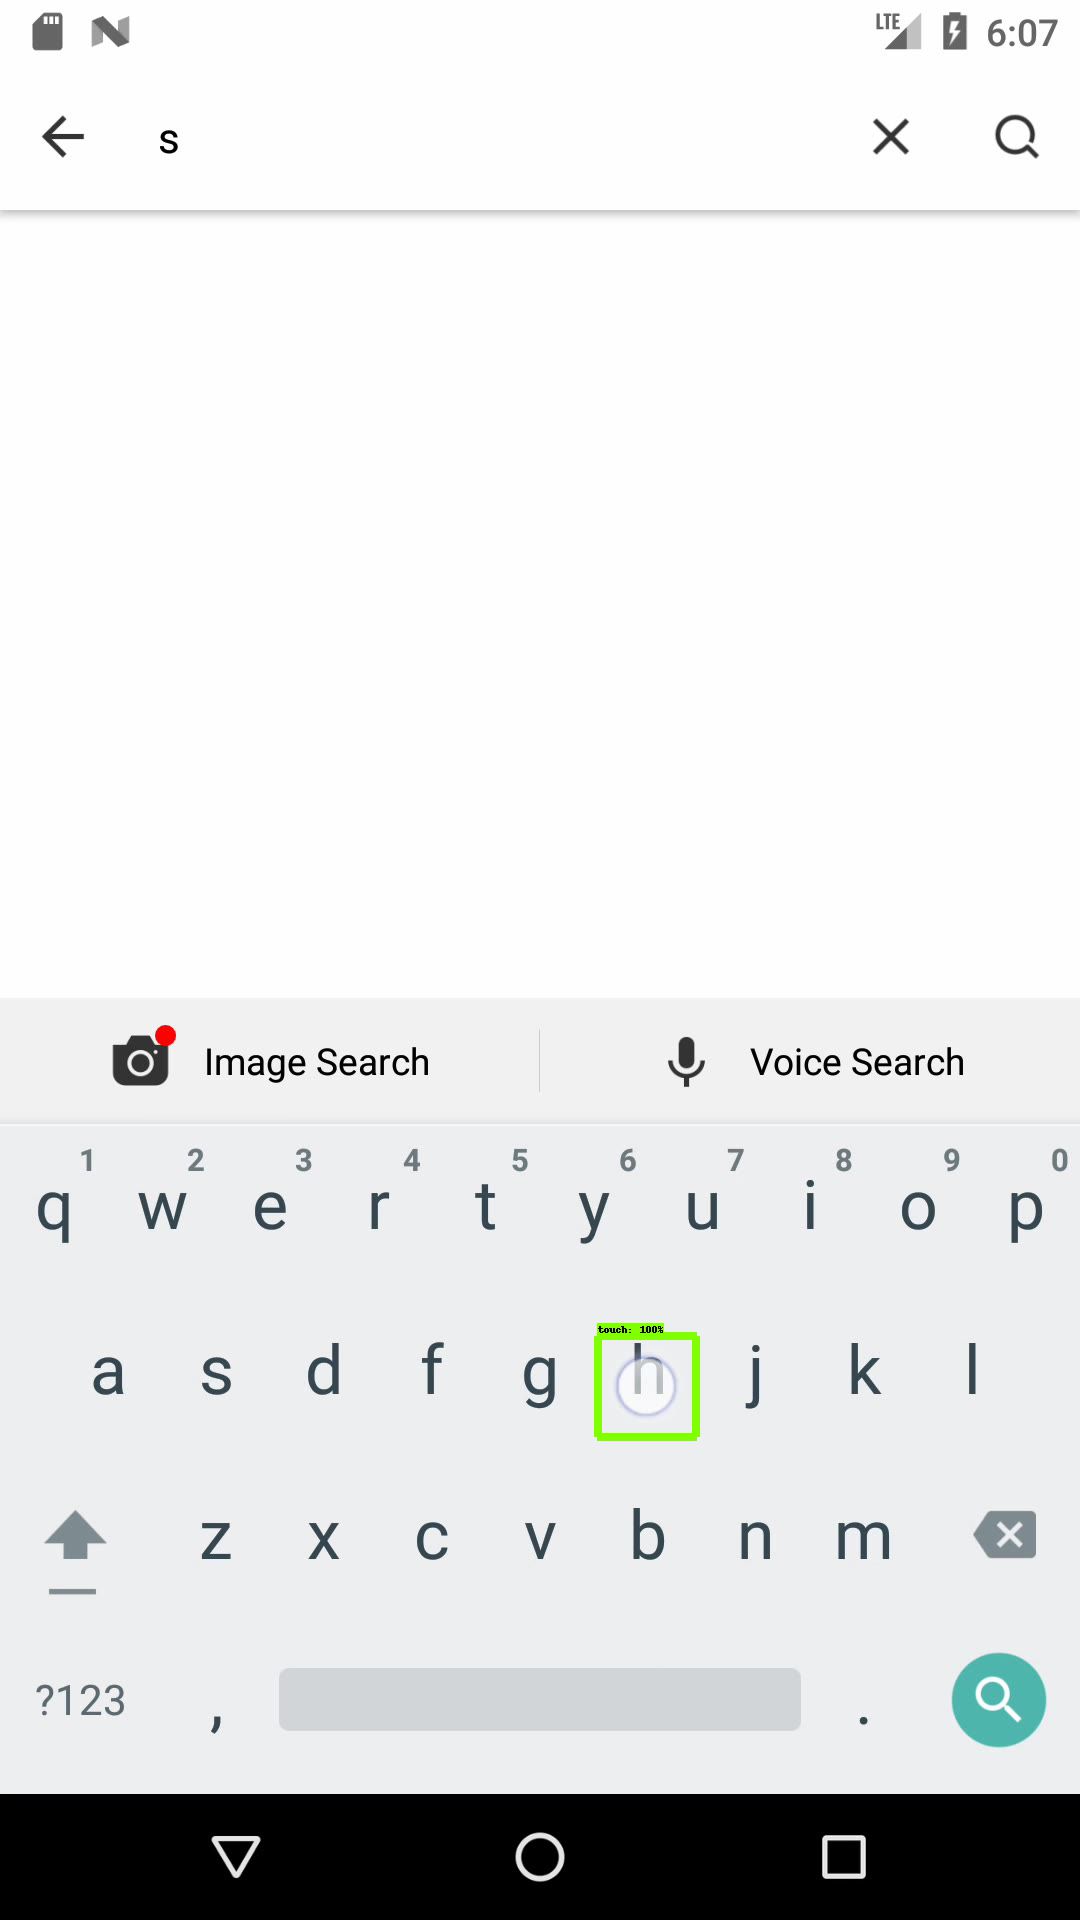 LTE 6:07
s
Image Search Voice Search
1 2 3 4 5 6 7 8 9 0
q w e r t y u i o p
touch: 100%
a s d f g h j k l
z x c v b n m
?123 , .